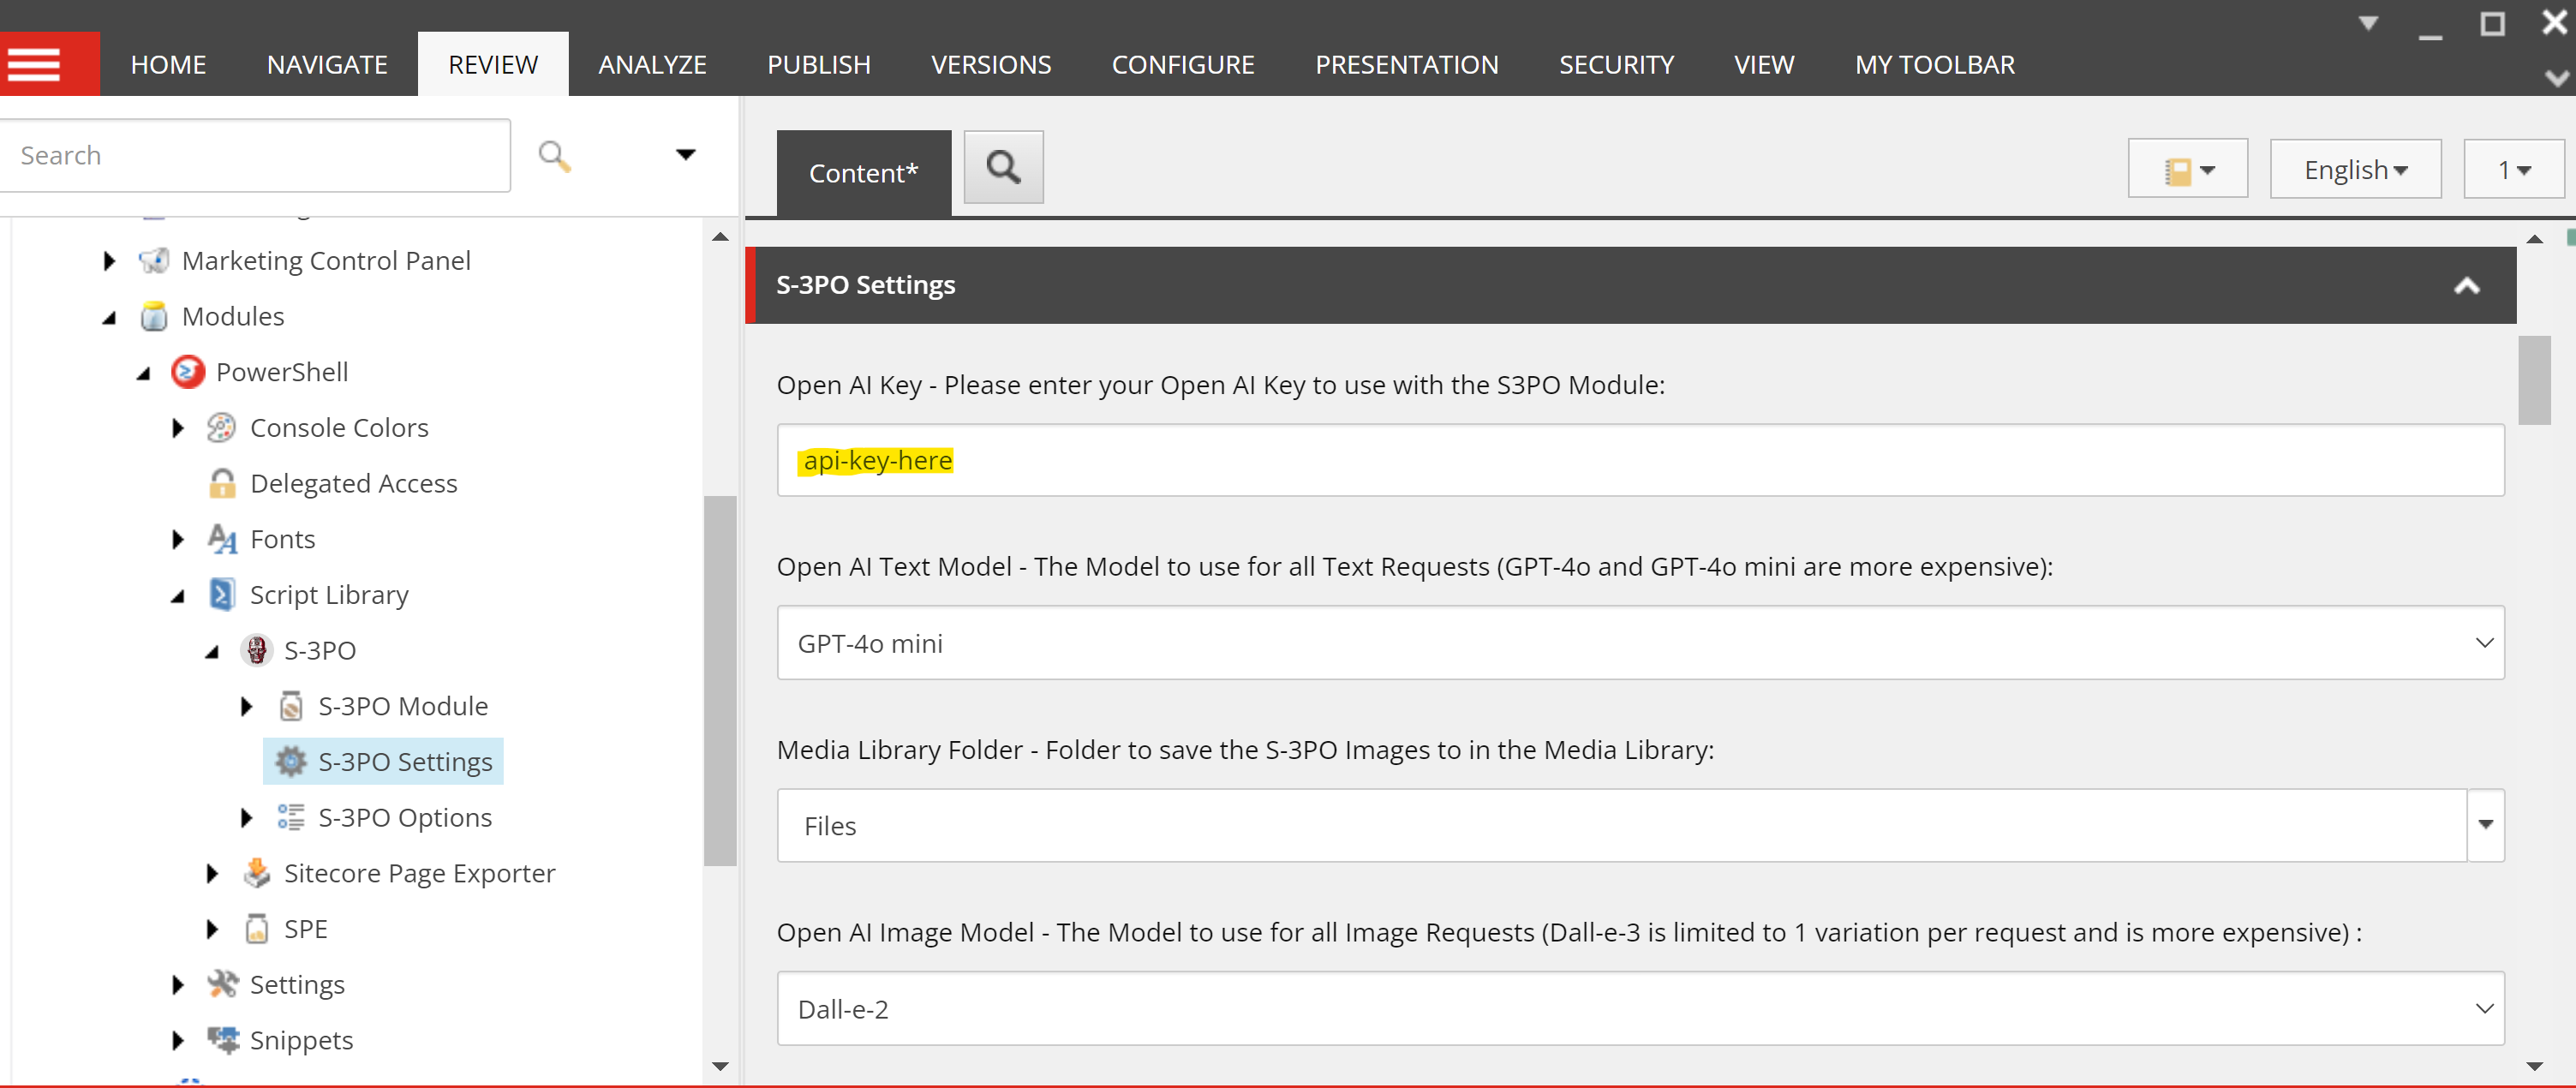 HOME NAVIGATE REVIEW ANALYZE PUBLISH VERSIONS CONFIGURE PRESENTATION SECURITY VIEW MY TOOLBAR
Search
Marketing Control Panel
Modules
PowerShell
Console Colors
Delegated Access
Fonts
Script Library
S-3PO
S-3PO Module
S-3PO Settings
S-3PO Options
Sitecore Page Exporter
SPE
Settings
Snippets
Content*
English
1
S-3PO Settings
Open AI Key - Please enter your Open AI Key to use with the S3PO Module:
api-key-here
Open AI Text Model - The Model to use for all Text Requests (GPT-4o and GPT-4o mini are more expensive):
GPT-4o mini
Media Library Folder - Folder to save the S-3PO Images to in the Media Library:
Files
Open AI Image Model - The Model to use for all Image Requests (Dall-e-3 is limited to 1 variation per request and is more expensive) :
Dall-e-2